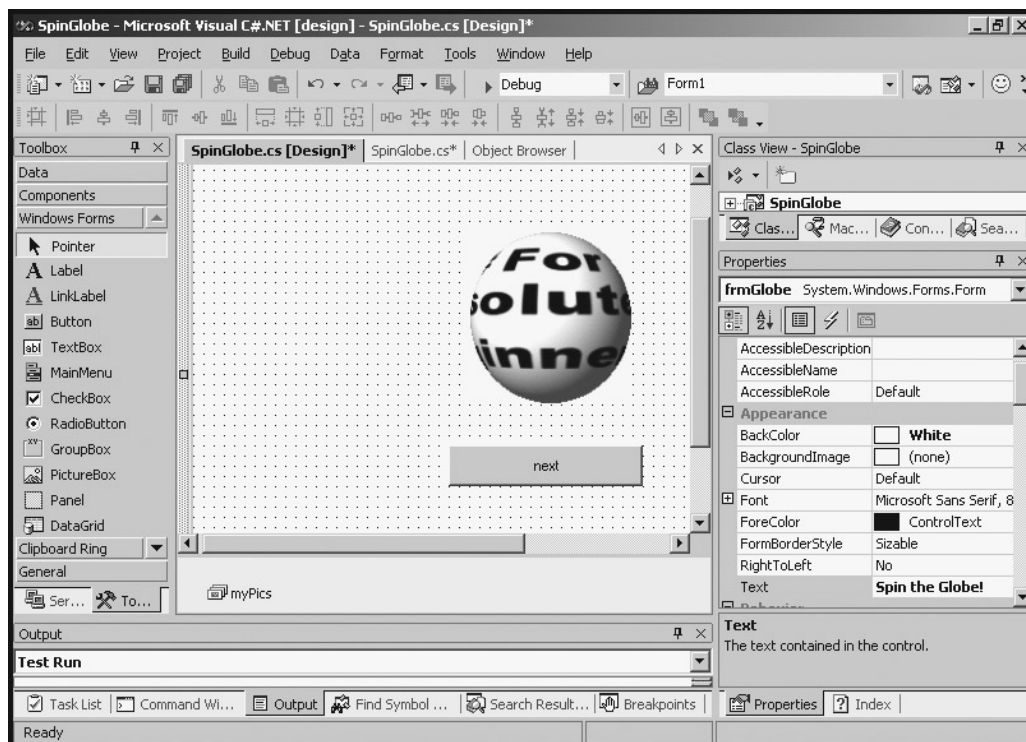 SpinGlobe - Microsoft Visual C#.NET [design] - SpinGlobe.cs [Design]*
File Edit View Project Build Debug Data Format Tools Window Help
Debug Form1
Toolbox
Data
Components
Windows Forms
Pointer
Label
LinkLabel
Button
TextBox
MainMenu
CheckBox
RadioButton
GroupBox
PictureBox
Panel
DataGrid
Clipboard Ring
General
Ser... To...
SpinGlobe.cs [Design]* SpinGlobe.cs* Object Browser
For
solute
inne
next
myPics
Class View - SpinGlobe
SpinGlobe
Clas... Mac... Con... Sea...
Properties
frmGlobe System.Windows.Forms.Form
AccessibleDescription
AccessibleName
AccessibleRole Default
Appearance
BackColor White
BackgroundImage (none)
Cursor Default
Font Microsoft Sans Serif, 8
ForeColor ControlText
FormBorderStyle Sizable
RightToLeft No
Text Spin the Globe!
Text
The text contained in the control.
Properties Index
Output
Test Run
Task List Command Wi... Output Find Symbol ... Search Result... Breakpoints
Ready